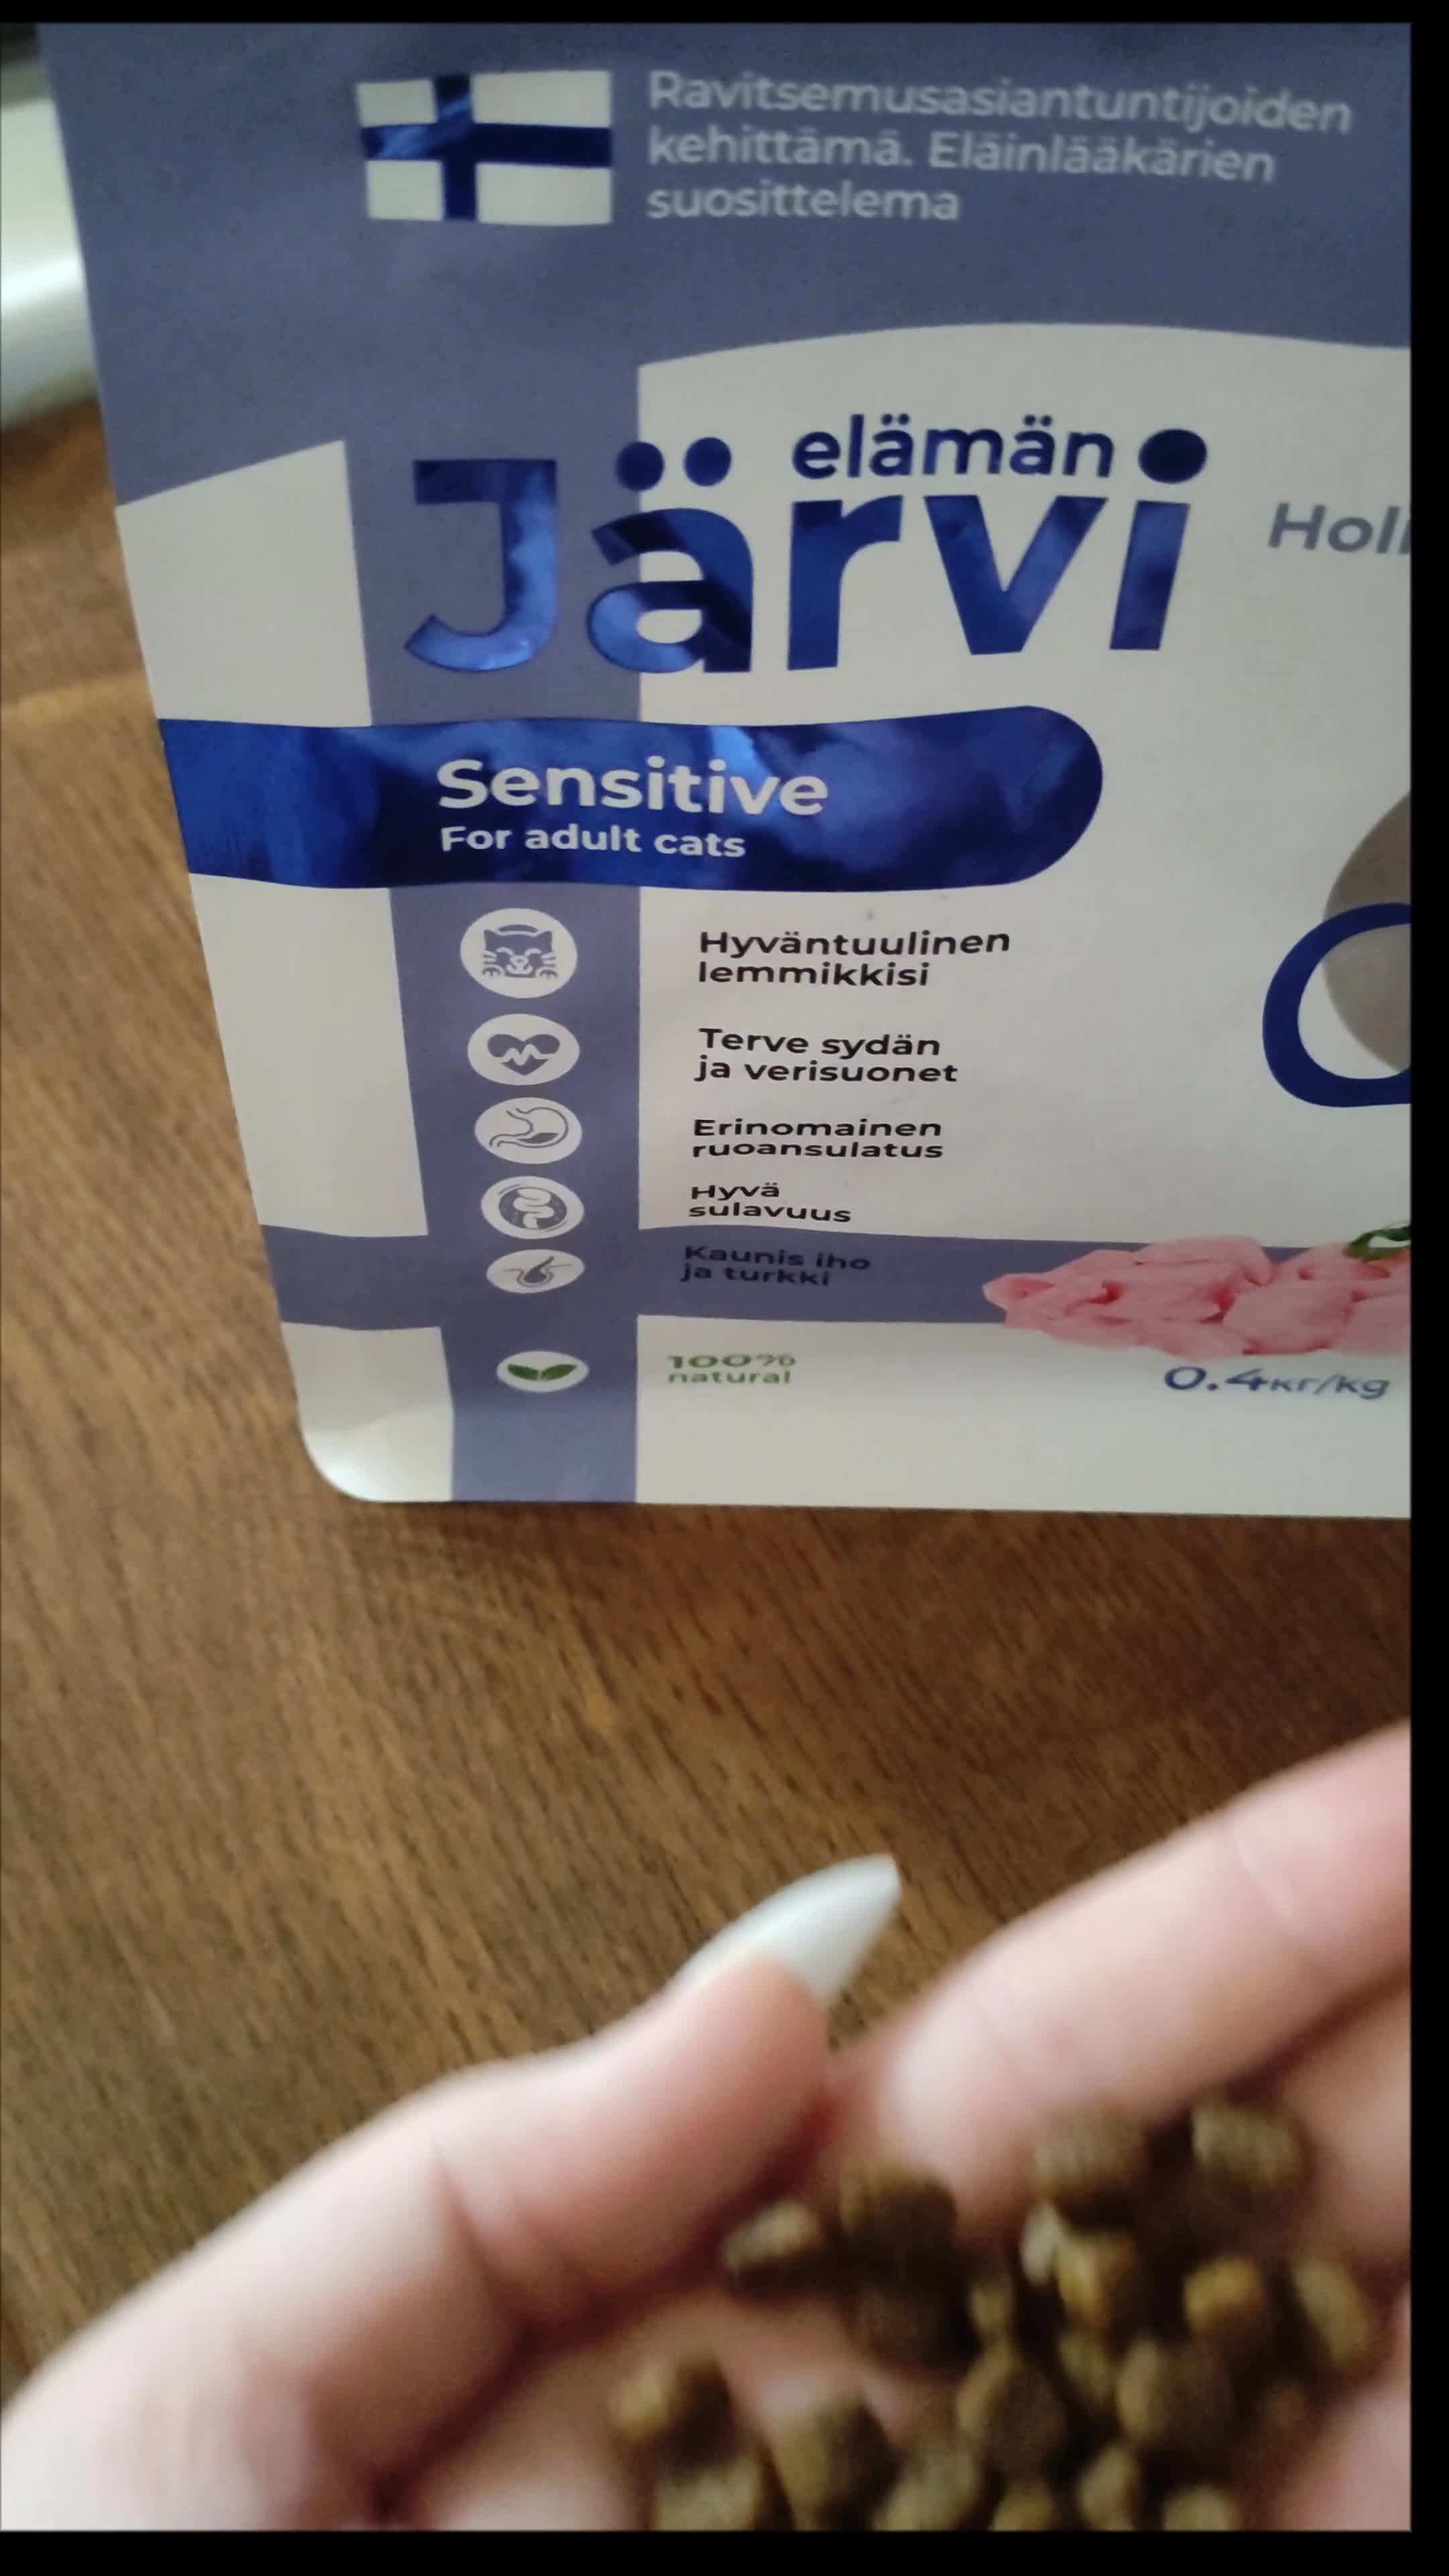 Ravitsemusasiantuntijoiden
kehittämä. Eläinlääkärien
suosittelema
elämän
Järvi
Sensitive
For adult cats
Hyväntuulinen
lemmikkisi
Terve sydän
ja verisuonet
Erinomainen
ruoansulatus
Hyvä
sulavuus
Kaunis iho
ja turkki
100%
natural
0.4кг/kg